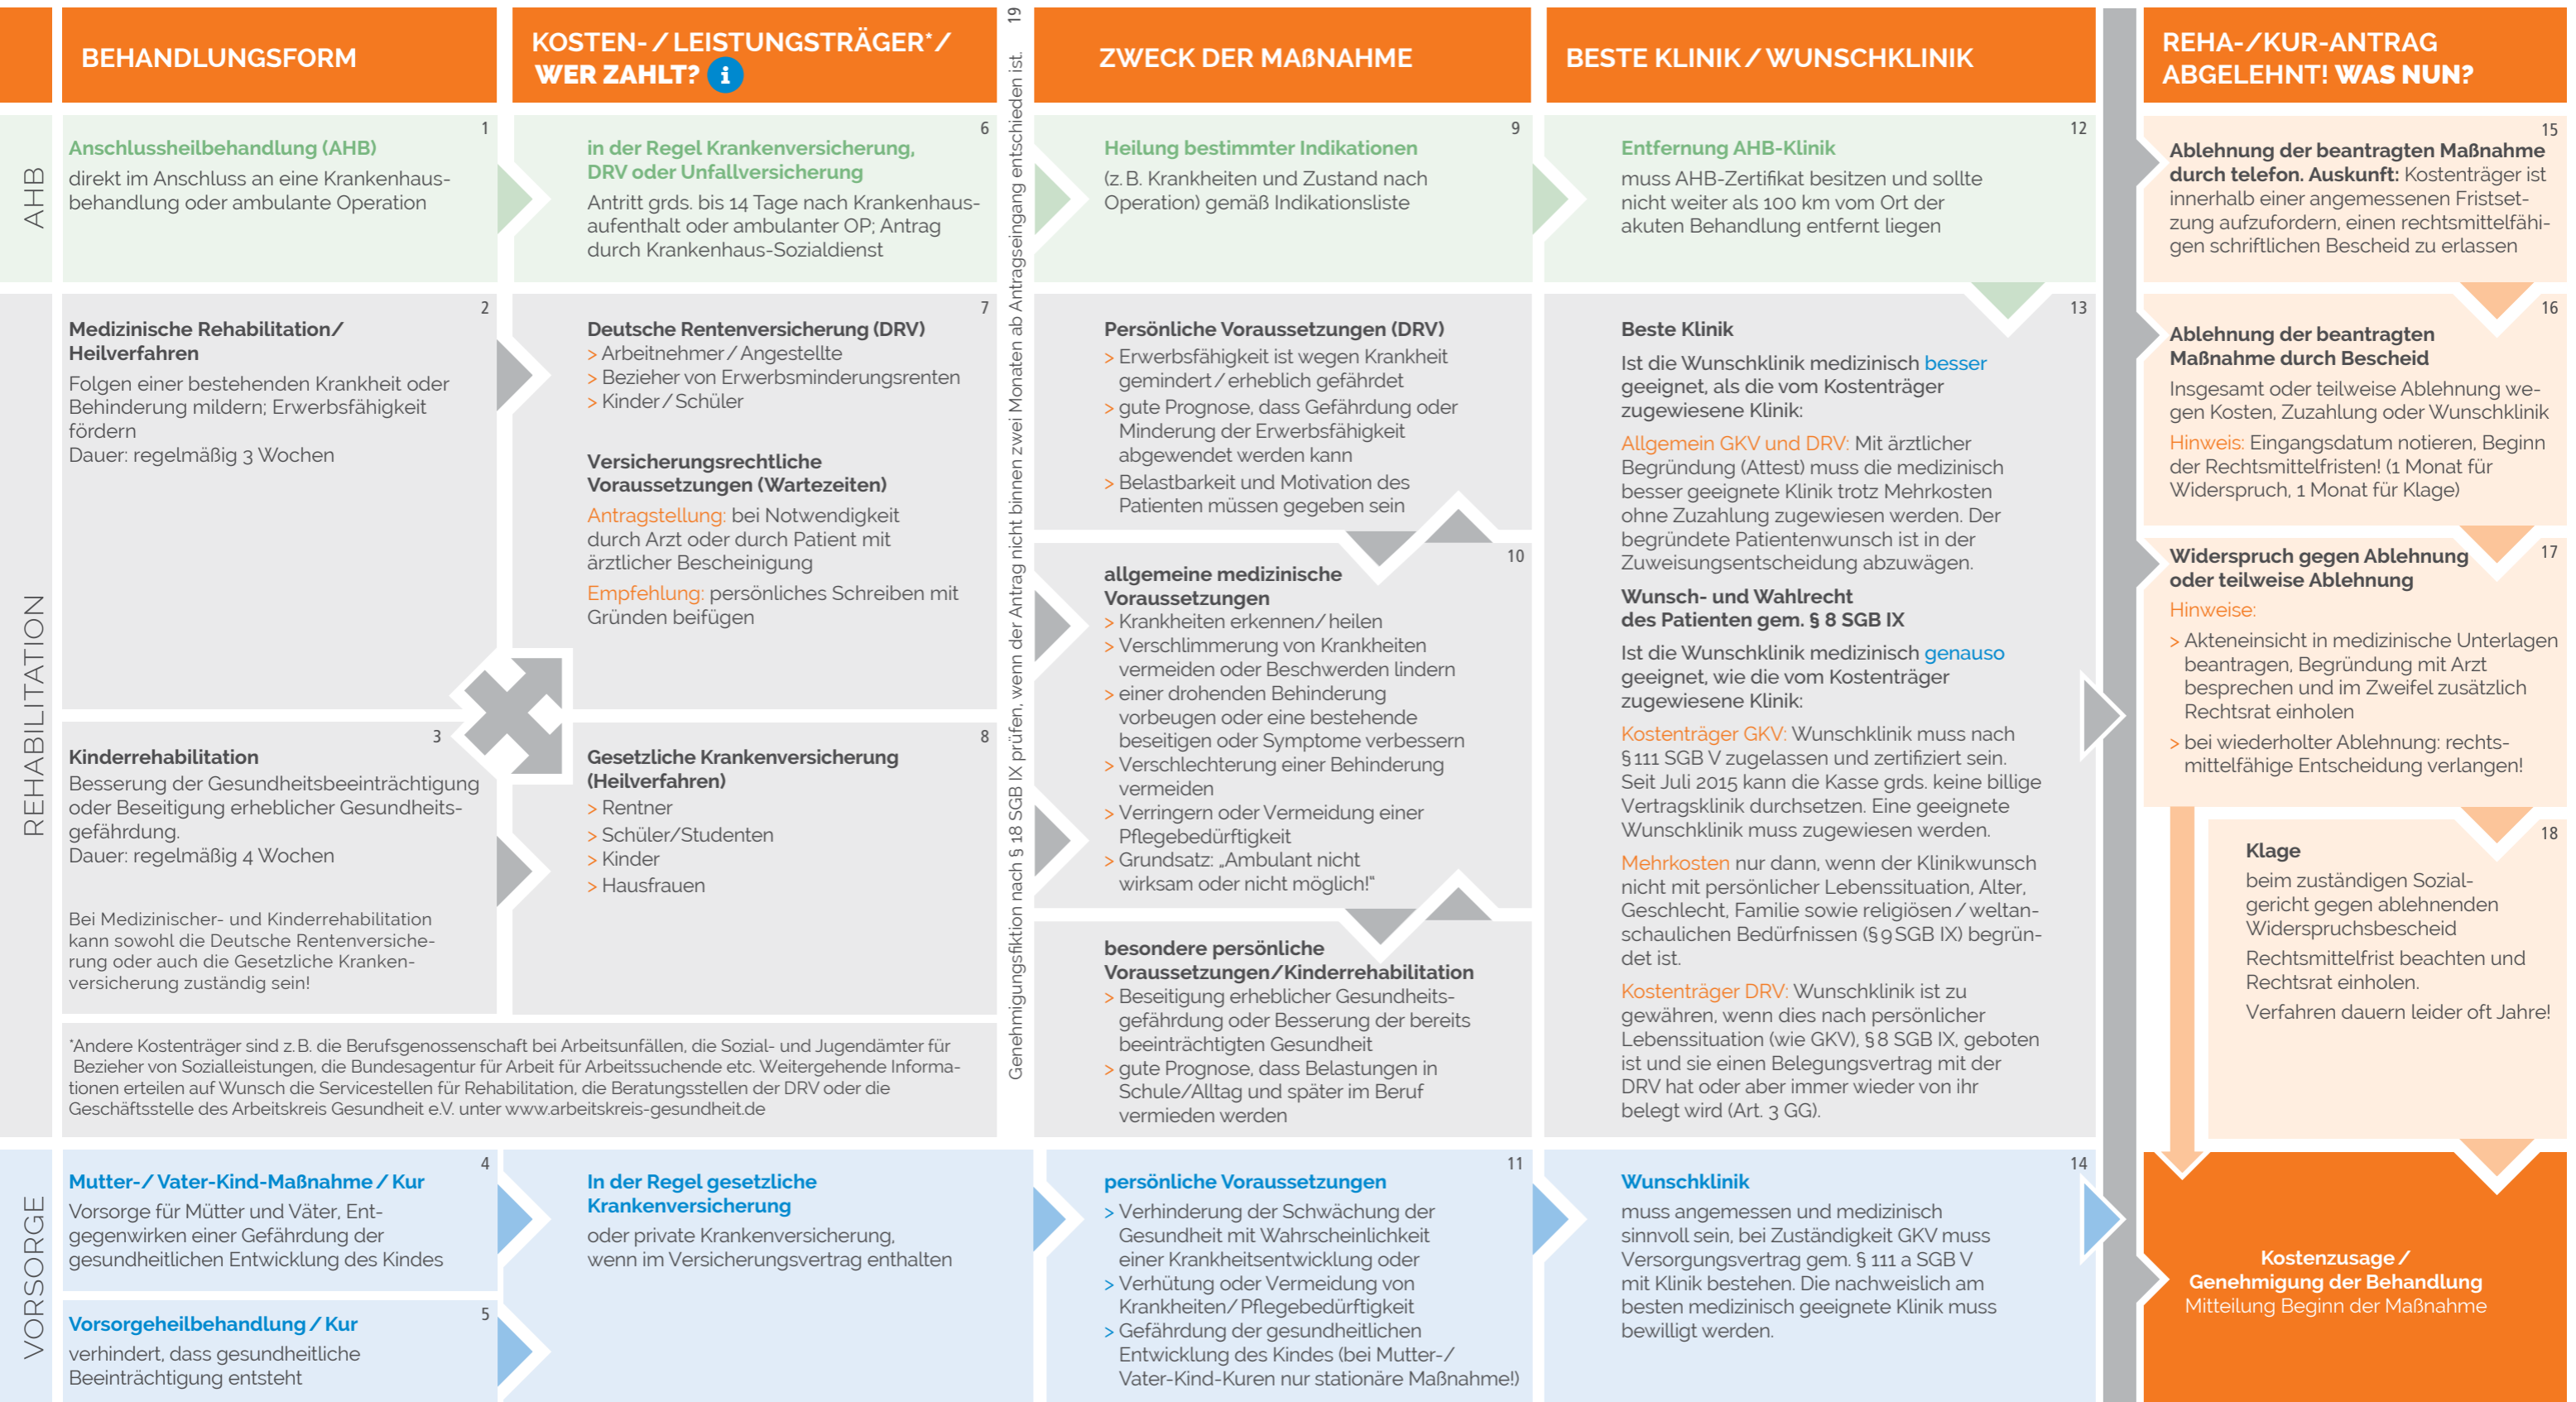 BEHANDLUNGSFORM
KOSTEN- / LEISTUNGSTRÄGER*/
WER ZAHLT? i
ZWECK DER MAßNAHME
BESTE KLINIK / WUNSCHKLINIK
REHA-/KUR-ANTRAG
ABGELEHNT! WAS NUN?
AHB
1
Anschlussheilbehandlung (AHB)
direkt im Anschluss an eine Krankenhaus-
behandlung oder ambulante Operation
6
in der Regel Krankenversicherung,
DRV oder Unfallversicherung
Antritt grds. bis 14 Tage nach Krankenhaus-
aufenthalt oder ambulanter OP; Antrag
durch Krankenhaus-Sozialdienst
9
Heilung bestimmter Indikationen
(z. B. Krankheiten und Zustand nach
Operation) gemäß Indikationsliste
12
Entfernung AHB-Klinik
muss AHB-Zertifikat besitzen und sollte
nicht weiter als 100 km vom Ort der
akuten Behandlung entfernt liegen
REHABILITATION
2
Medizinische Rehabilitation/
Heilverfahren
Folgen einer bestehenden Krankheit oder
Behinderung mildern; Erwerbsfähigkeit
fördern
Dauer: regelmäßig 3 Wochen
3
Kinderrehabilitation
Besserung der Gesundheitsbeeinträchtigung
oder Beseitigung erheblicher Gesundheits-
gefährdung.
Dauer: regelmäßig 4 Wochen
Bei Medizinischer- und Kinderrehabilitation
kann sowohl die Deutsche Rentenversiche-
rung oder auch die Gesetzliche Kranken-
versicherung zuständig sein!
7
Deutsche Rentenversicherung (DRV)
> Arbeitnehmer / Angestellte
> Bezieher von Erwerbsminderungsrenten
> Kinder / Schüler
Versicherungsrechtliche
Voraussetzungen (Wartezeiten)
Antragstellung: bei Notwendigkeit
durch Arzt oder durch Patient mit
ärztlicher Bescheinigung
Empfehlung: persönliches Schreiben mit
Gründen beifügen
8
Gesetzliche Krankenversicherung
(Heilverfahren)
> Rentner
> Schüler/Studenten
> Kinder
> Hausfrauen
*Andere Kostenträger sind z. B. die Berufsgenossenschaft bei Arbeitsunfällen, die Sozial- und Jugendämter für
Bezieher von Sozialleistungen, die Bundesagentur für Arbeit für Arbeitssuchende etc. Weitergehende Informa-
tionen erteilen auf Wunsch die Servicestellen für Rehabilitation, die Beratungsstellen der DRV oder die
Geschäftsstelle des Arbeitskreis Gesundheit e.V. unter www.arbeitskreis-gesundheit.de
Genehmigungsfiktion nach § 18 SGB IX prüfen, wenn der Antrag nicht binnen zwei Monaten ab Antragseingang entschieden ist. 19
Persönliche Voraussetzungen (DRV)
> Erwerbsfähigkeit ist wegen Krankheit
gemindert / erheblich gefährdet
> gute Prognose, dass Gefährdung oder
Minderung der Erwerbsfähigkeit
abgewendet werden kann
> Belastbarkeit und Motivation des
Patienten müssen gegeben sein
10
allgemeine medizinische
Voraussetzungen
> Krankheiten erkennen/ heilen
> Verschlimmerung von Krankheiten
vermeiden oder Beschwerden lindern
> einer drohenden Behinderung
vorbeugen oder eine bestehende
beseitigen oder Symptome verbessern
> Verschlechterung einer Behinderung
vermeiden
> Verringern oder Vermeidung einer
Pflegebedürftigkeit
> Grundsatz: „Ambulant nicht
wirksam oder nicht möglich!“
besondere persönliche
Voraussetzungen/Kinderrehabilitation
> Beseitigung erheblicher Gesundheits-
gefährdung oder Besserung der bereits
beeinträchtigten Gesundheit
> gute Prognose, dass Belastungen in
Schule/Alltag und später im Beruf
vermieden werden
13
Beste Klinik
Ist die Wunschklinik medizinisch besser
geeignet, als die vom Kostenträger
zugewiesene Klinik:
Allgemein GKV und DRV: Mit ärztlicher
Begründung (Attest) muss die medizinisch
besser geeignete Klinik trotz Mehrkosten
ohne Zuzahlung zugewiesen werden. Der
begründete Patientenwunsch ist in der
Zuweisungsentscheidung abzuwägen.
Wunsch- und Wahlrecht
des Patienten gem. § 8 SGB IX
Ist die Wunschklinik medizinisch genauso
geeignet, wie die vom Kostenträger
zugewiesene Klinik:
Kostenträger GKV: Wunschklinik muss nach
§ 111 SGB V zugelassen und zertifiziert sein.
Seit Juli 2015 kann die Kasse grds. keine billige
Vertragsklinik durchsetzen. Eine geeignete
Wunschklinik muss zugewiesen werden.
Mehrkosten nur dann, wenn der Klinikwunsch
nicht mit persönlicher Lebenssituation, Alter,
Geschlecht, Familie sowie religiösen / weltan-
schaulichen Bedürfnissen (§ 9 SGB IX) begrün-
det ist.
Kostenträger DRV: Wunschklinik ist zu
gewähren, wenn dies nach persönlicher
Lebenssituation (wie GKV), § 8 SGB IX, geboten
ist und sie einen Belegungsvertrag mit der
DRV hat oder aber immer wieder von ihr
belegt wird (Art. 3 GG).
VORSORGE
4
Mutter-/ Vater-Kind-Maßnahme / Kur
Vorsorge für Mütter und Väter, Ent-
gegenwirken einer Gefährdung der
gesundheitlichen Entwicklung des Kindes
5
Vorsorgeheilbehandlung / Kur
verhindert, dass gesundheitliche
Beeinträchtigung entsteht
In der Regel gesetzliche
Krankenversicherung
oder private Krankenversicherung,
wenn im Versicherungsvertrag enthalten
11
persönliche Voraussetzungen
> Verhinderung der Schwächung der
Gesundheit mit Wahrscheinlichkeit
einer Krankheitsentwicklung oder
> Verhütung oder Vermeidung von
Krankheiten/ Pflegebedürftigkeit
> Gefährdung der gesundheitlichen
Entwicklung des Kindes (bei Mutter-/
Vater-Kind-Kuren nur stationäre Maßnahme!)
14
Wunschklinik
muss angemessen und medizinisch
sinnvoll sein, bei Zuständigkeit GKV muss
Versorgungsvertrag gem. § 111 a SGB V
mit Klinik bestehen. Die nachweislich am
besten medizinisch geeignete Klinik muss
bewilligt werden.
15
Ablehnung der beantragten Maßnahme
durch telefon. Auskunft: Kostenträger ist
innerhalb einer angemessenen Fristset-
zung aufzufordern, einen rechtsmittelfähi-
gen schriftlichen Bescheid zu erlassen
16
Ablehnung der beantragten
Maßnahme durch Bescheid
Insgesamt oder teilweise Ablehnung we-
gen Kosten, Zuzahlung oder Wunschklinik
Hinweis: Eingangsdatum notieren, Beginn
der Rechtsmittelfristen! (1 Monat für
Widerspruch, 1 Monat für Klage)
17
Widerspruch gegen Ablehnung
oder teilweise Ablehnung
Hinweise:
> Akteneinsicht in medizinische Unterlagen
beantragen, Begründung mit Arzt
besprechen und im Zweifel zusätzlich
Rechtsrat einholen
> bei wiederholter Ablehnung: rechts-
mittelfähige Entscheidung verlangen!
18
Klage
beim zuständigen Sozial-
gericht gegen ablehnenden
Widerspruchsbescheid
Rechtsmittelfrist beachten und
Rechtsrat einholen.
Verfahren dauern leider oft Jahre!
Kostenzusage /
Genehmigung der Behandlung
Mitteilung Beginn der Maßnahme